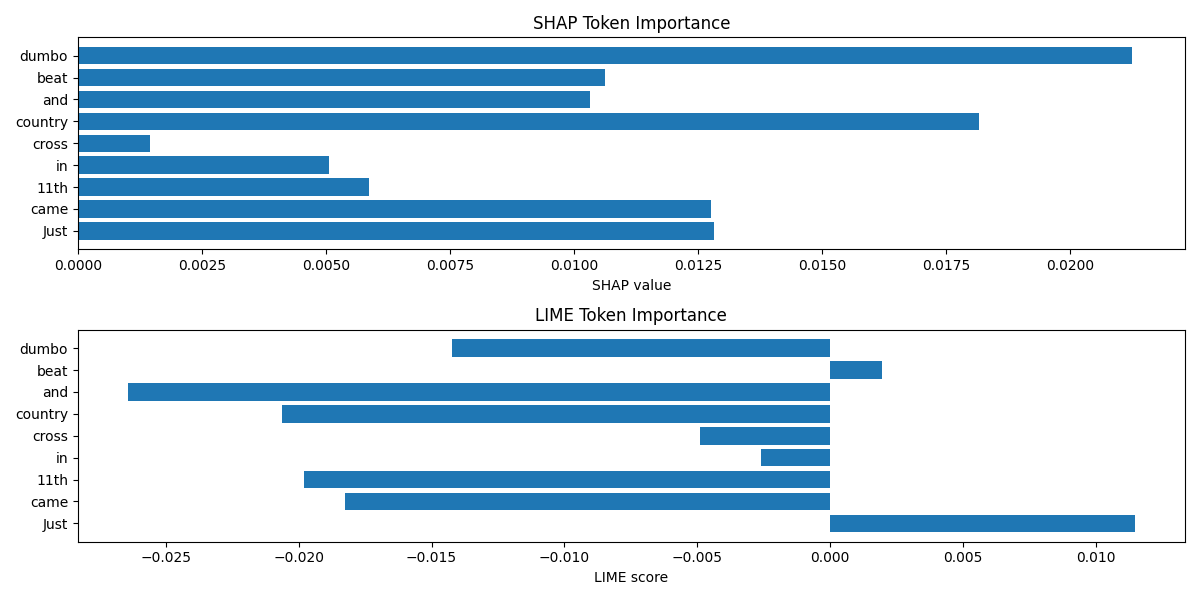 SHAP Token Importance
dumbo
beat
and
country
cross
in
11th
came
Just
0.0000 0.0025 0.0050 0.0075 0.0100 0.0125 0.0150 0.0175 0.0200
SHAP value
LIME Token Importance
dumbo
beat
and
country
cross
in
11th
came
Just
−0.025 −0.020 −0.015 −0.010 −0.005 0.000 0.005 0.010
LIME score